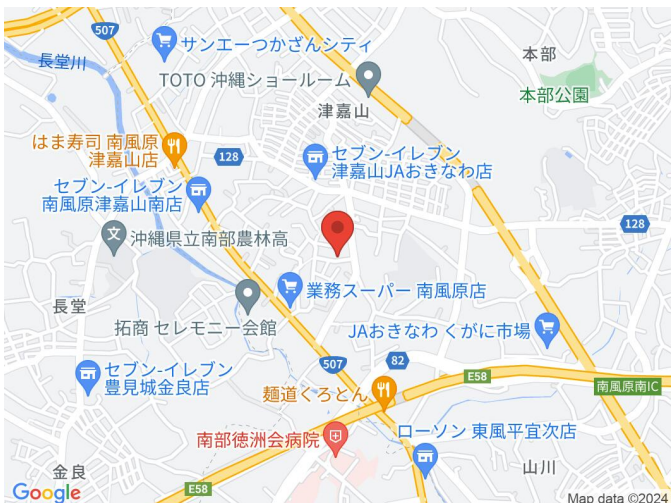 507
サンエーつかざんシティ
本部
長堂川
TOTO 沖縄ショールーム
本部公園
津嘉山
はま寿司 南風原
津嘉山店
128
セブン-イレブン
津嘉山JAおきなわ店
セブン-イレブン
南風原津嘉山南店
128
沖縄県立南部農林高
業務スーパー 南風原店
長堂
拓商 セレモニー会館
JAおきなわ くがに市場
507
82
セブン-イレブン
豊見城金良店
E58
南風原南IC
麺道くろとん
南部徳洲会病院
ローソン 東風平宜次店
金良
山川
E58
Google
Map data ©2024